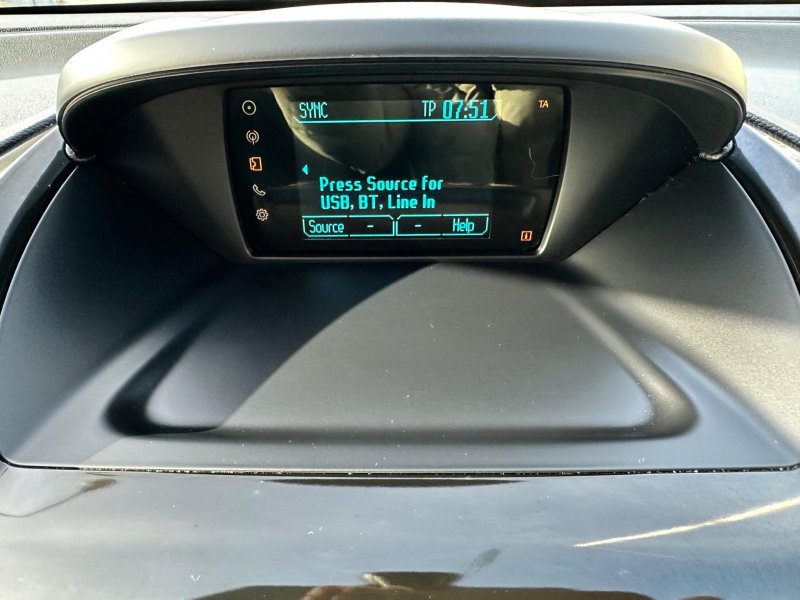 SYNC TP 07:51 TA
Press Source for
USB, BT, Line In
Source - - Help